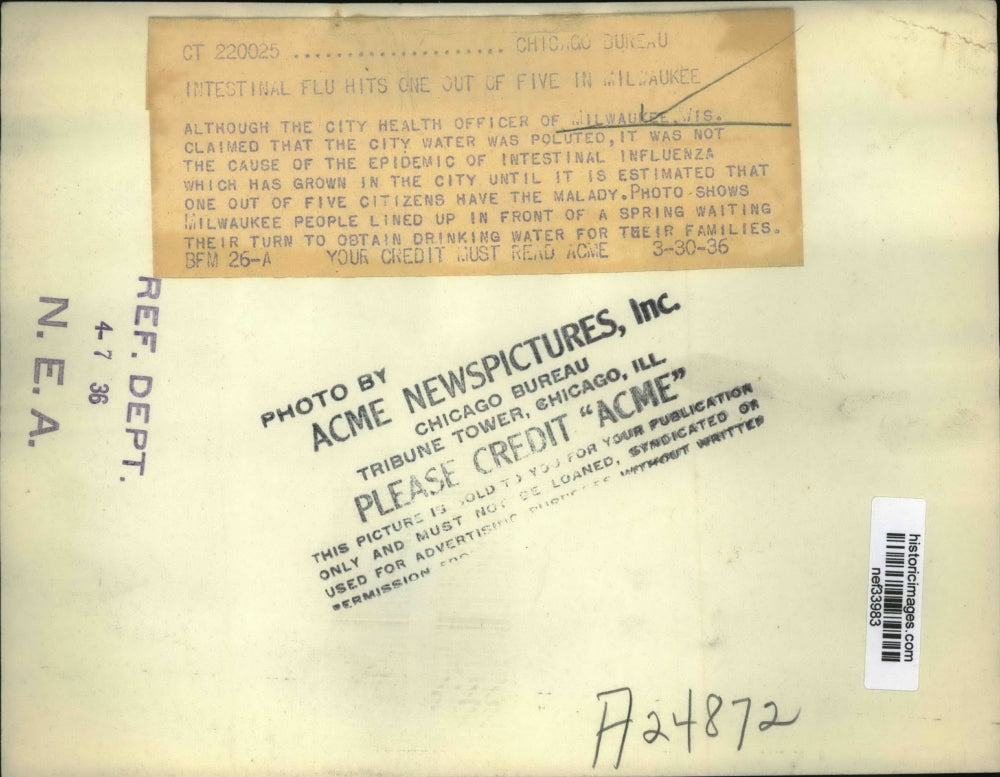 CT 220025 ..................... CHICAGO BUREAU
INTESTINAL FLU HITS ONE OUT OF FIVE IN MILWAUKEE
ALTHOUGH THE CITY HEALTH OFFICER OF MILWAUKEE, WIS.
CLAIMED THAT THE CITY WATER WAS POLUTED, IT WAS NOT
THE CAUSE OF THE EPIDEMIC OF INTESTINAL INFLUENZA
WHICH HAS GROWN IN THE CITY UNTIL IT IS ESTIMATED THAT
ONE OUT OF FIVE CITIZENS HAVE THE MALADY. PHOTO SHOWS
MILWAUKEE PEOPLE LINED UP IN FRONT OF A SPRING WAITING
THEIR TURN TO OBTAIN DRINKING WATER FOR THEIR FAMILIES.
BFM 26-A YOUR CREDIT MUST READ ACME 3-30-36
REF. DEPT.
4-7 36
N. E. A.
PHOTO BY
ACME NEWSPICTURES, Inc.
CHICAGO BUREAU
TRIBUNE TOWER, CHICAGO, ILL
PLEASE CREDIT "ACME"
THIS PICTURE IS SOLD TO YOU FOR YOUR PUBLICATION
ONLY AND MUST NOT BE LOANED, SYNDICATED OR
USED FOR ADVERTISING PURPOSES WITHOUT WRITTEN
PERMISSION
historicimages.com
nef33983
A24872